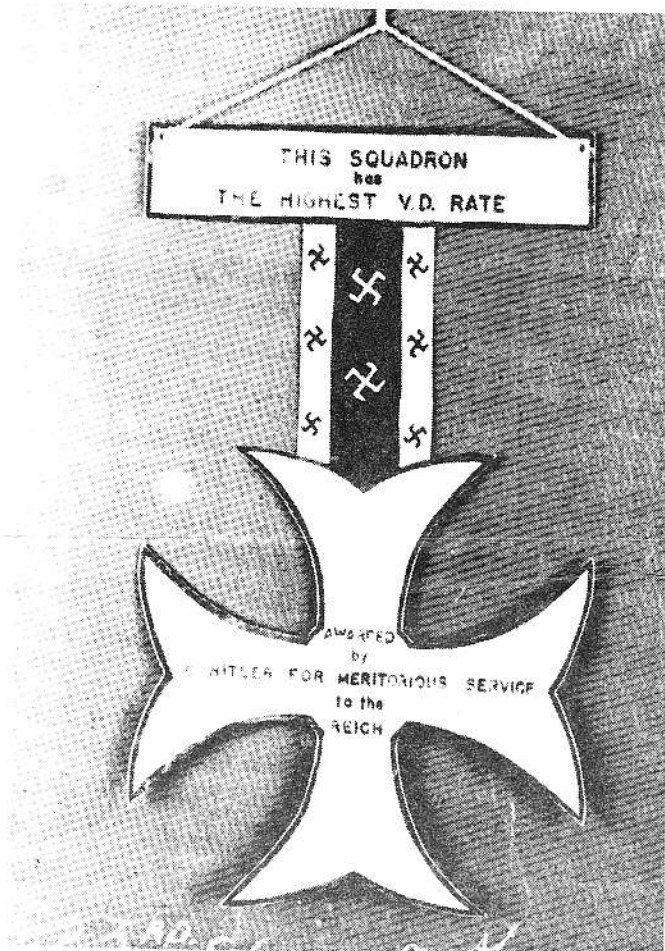 THIS SQUADRON
has
THE HIGHEST V.D. RATE
AWARDED
by
HITLER FOR MERITORIOUS SERVICE
to the
REICH